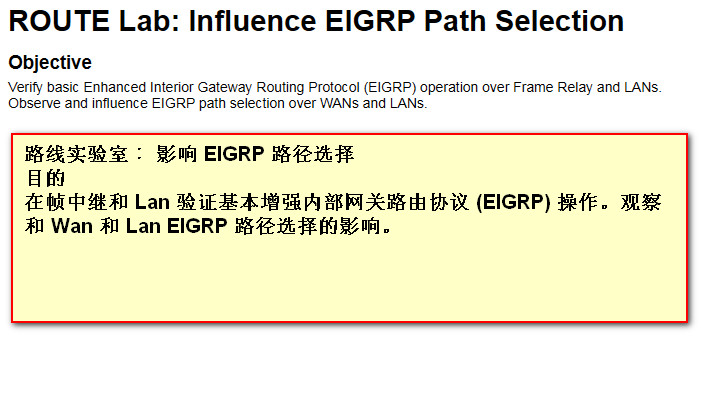 ROUTE Lab: Influence EIGRP Path Selection
Objective
Verify basic Enhanced Interior Gateway Routing Protocol (EIGRP) operation over Frame Relay and LANs.
Observe and influence EIGRP path selection over WANs and LANs.
路线实验室： 影响 EIGRP 路径选择
目的
在帧中继和 Lan 验证基本增强内部网关路由协议 (EIGRP) 操作。观察
和 Wan 和 Lan EIGRP 路径选择的影响。